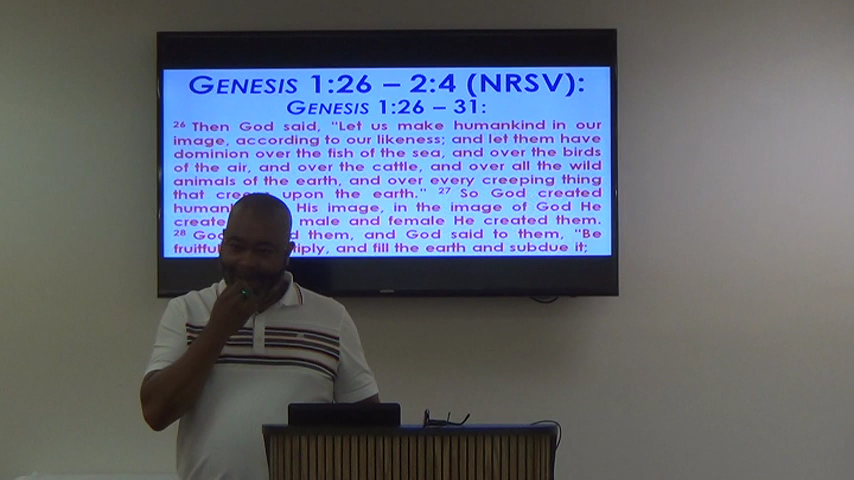 GENESIS 1:26 – 2:4 (NRSV):
GENESIS 1:26 – 31:
26 Then God said, "Let us make humankind in our
image, according to our likeness; and let them have
dominion over the fish of the sea, and over the birds
of the air, and over the cattle, and over all the wild
animals of the earth, and over every creeping thing
that upon the earth." 27 So God created
His image, in the image of God He
male and female He created them.
28 them, and God said to them, "Be
and fill the earth and subdue it;